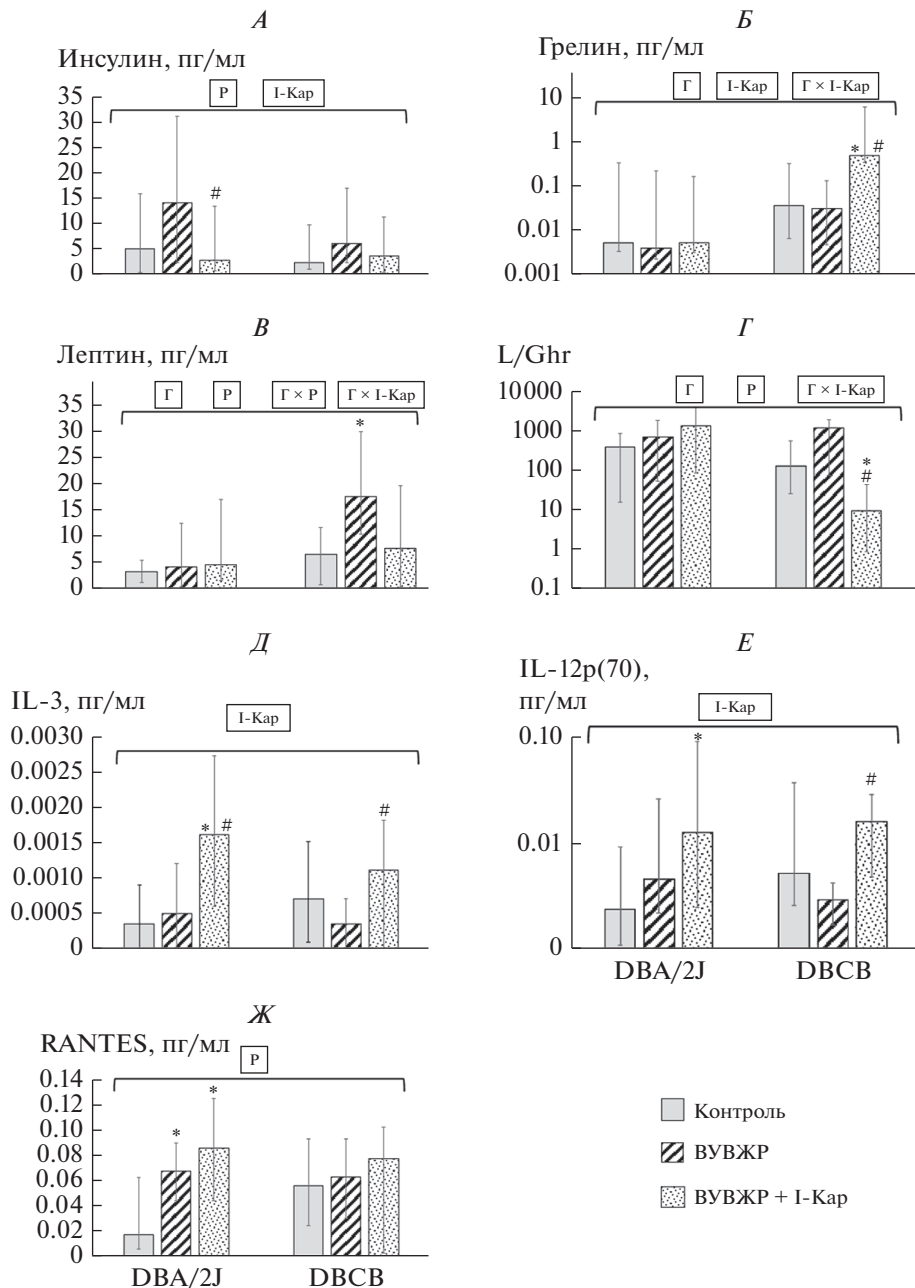 А
Инсулин, пг/мл
Р I-Кар
35
30
25
20
15
10
5
0
#
Б
Грелин, пг/мл
Г I-Кар Г × I-Кар
10
1
0.1
0.01
0.001
* #
В
Лептин, пг/мл
Г Р Г × Р Г × I-Кар
35
30
25
20
15
10
5
0
*
Г
L/Ghr
Г Р Г × I-Кар
10000
1000
100
10
1
0.1
*
#
Д
IL-3, пг/мл
I-Кар
0.0030
0.0025
0.0020
0.0015
0.0010
0.0005
0
* #
#
Е
IL-12p(70),
пг/мл
I-Кар
0.10
0.01
0
*
#
DBA/2J DBCB
Ж
RANTES, пг/мл
Р
0.14
0.12
0.10
0.08
0.06
0.04
0.02
0
*
*
DBA/2J DBCB
Контроль
ВУВЖР
ВУВЖР + I-Кар